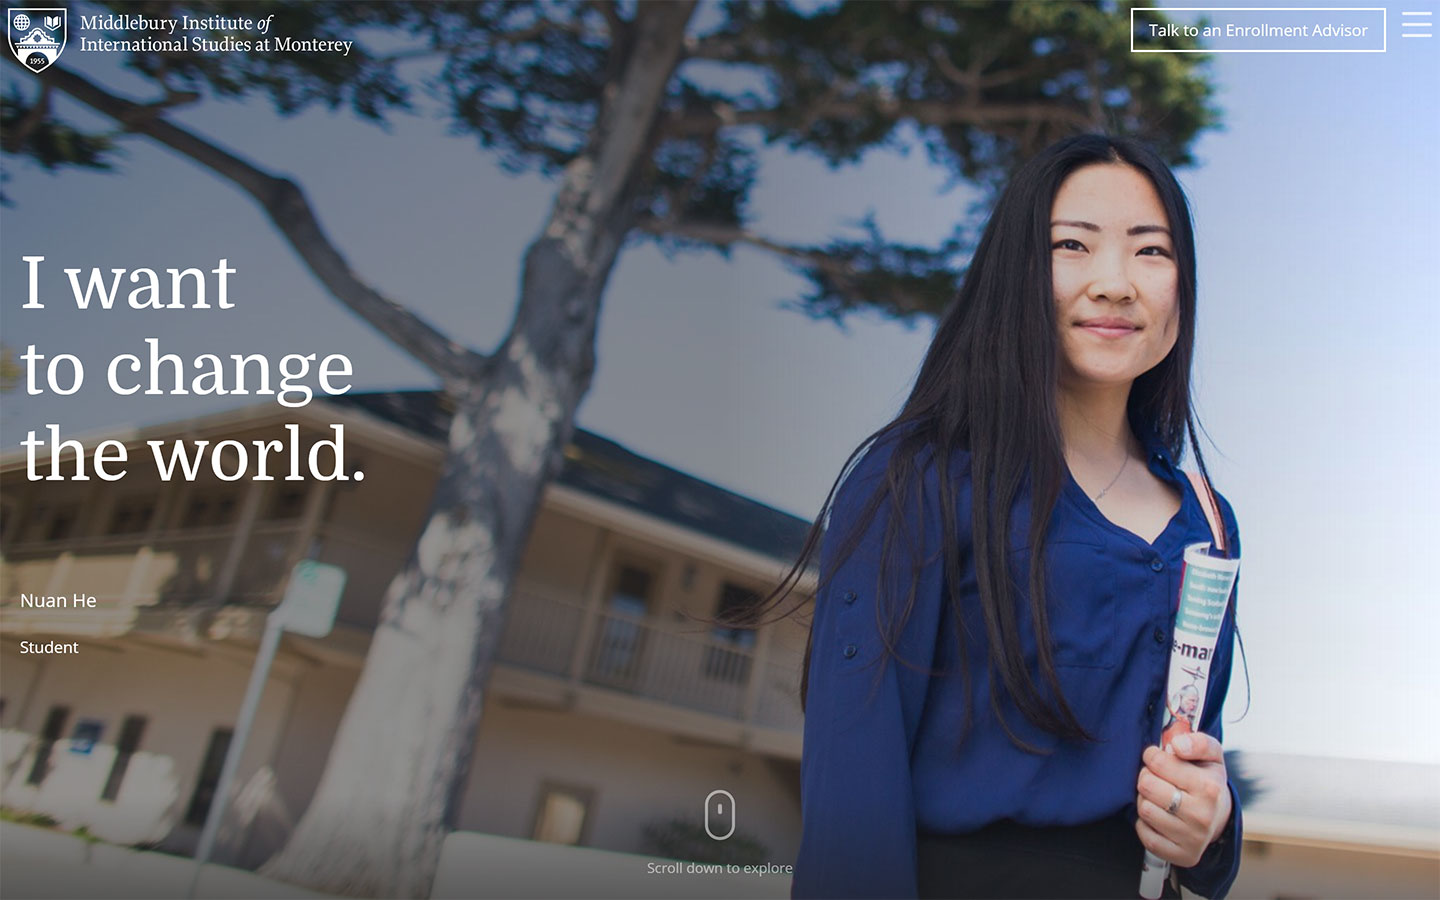 Middlebury Institute of
International Studies at Monterey
1955
Talk to an Enrollment Advisor
I want
to change
the world.
Nuan He
Student
e-mar
Scroll down to explore